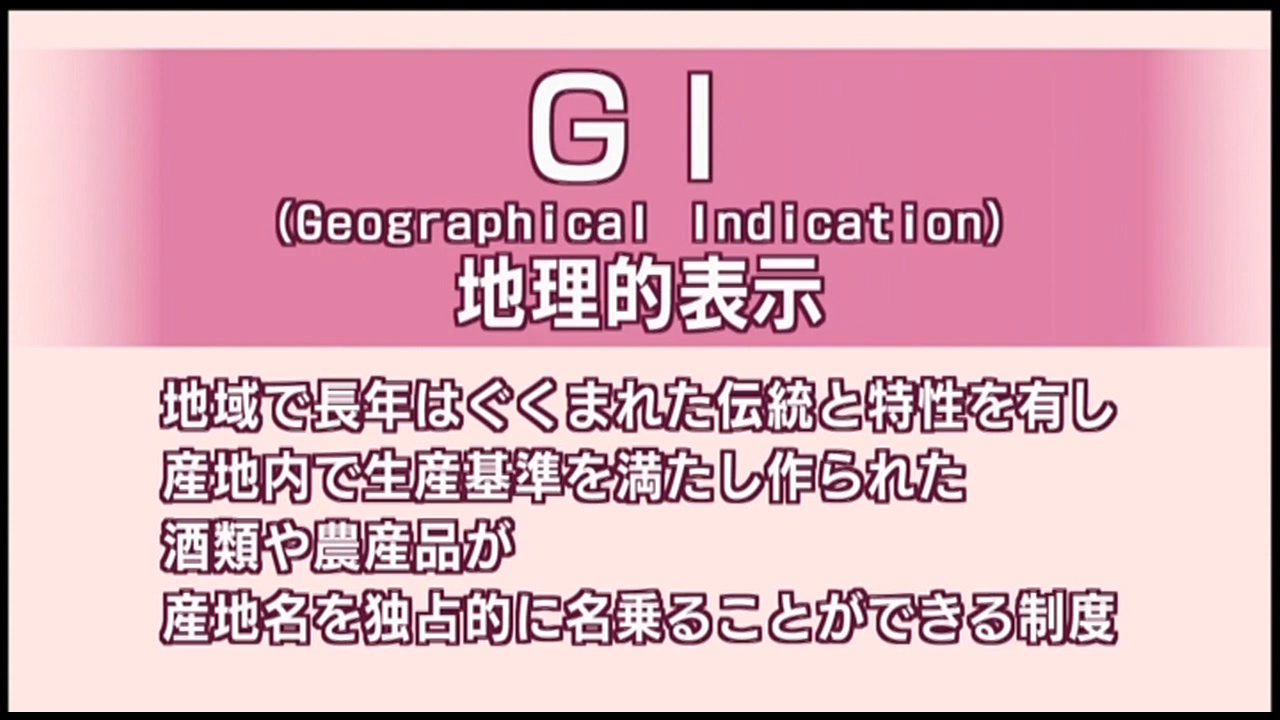 GI
(Geographical Indication)
地理的表示
地域で長年はぐくまれた伝統と特性を有し
産地内で生産基準を満たし作られた
酒類や農産品が
産地名を独占的に名乗ることができる制度